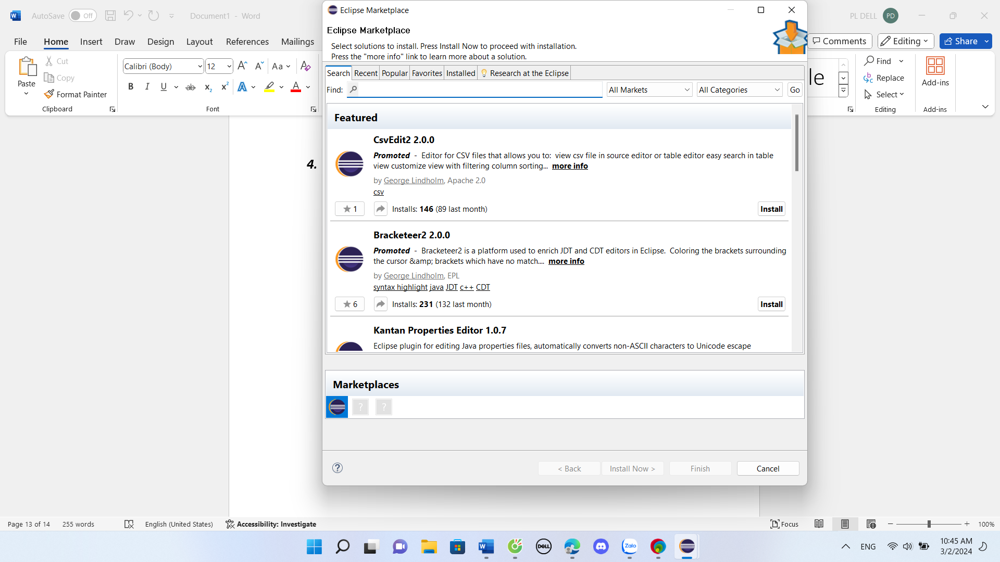 AutoSave Off Document1 - Word
PL DELL PD
File Home Insert Draw Design Layout References Mailings
Comments Editing Share
Paste
Cut
Copy
Format Painter
Clipboard
Calibri (Body) 12 A A Aa A
B I U ab x₂ x² A A
Font
le
Find
Replace
Select
Editing
Add-ins
Add-ins
4.
Eclipse Marketplace
Eclipse Marketplace
Select solutions to install. Press Install Now to proceed with installation.
Press the "more info" link to learn more about a solution.
Search Recent Popular Favorites Installed Research at the Eclipse
Find: All Markets All Categories Go
Featured
CsvEdit2 2.0.0
Promoted - Editor for CSV files that allows you to: view csv file in source editor or table editor easy search in table
view customize view with filtering column sorting... more info
by George Lindholm, Apache 2.0
csv
1 Installs: 146 (89 last month) Install
Bracketeer2 2.0.0
Promoted - Bracketeer2 is a platform used to enrich JDT and CDT editors in Eclipse. Coloring the brackets surrounding
the cursor &amp; brackets which have no match.... more info
by George Lindholm, EPL
syntax highlight java JDT c++ CDT
6 Installs: 231 (132 last month) Install
Kantan Properties Editor 1.0.7
Eclipse plugin for editing Java properties files, automatically converts non-ASCII characters to Unicode escape
Marketplaces
? ?
? < Back Install Now > Finish Cancel
Page 13 of 14 255 words English (United States) Accessibility: Investigate Focus 100%
DELL Zalo
ENG
10:45 AM
3/2/2024